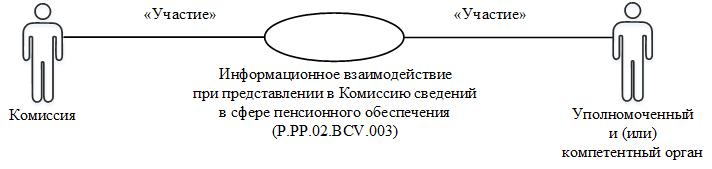 «Участие»
«Участие»
Информационное взаимодействие
при представлении в Комиссию сведений
в сфере пенсионного обеспечения
(P.PP.02.BCV.003)
Комиссия
Уполномоченный
и (или)
компетентный орган